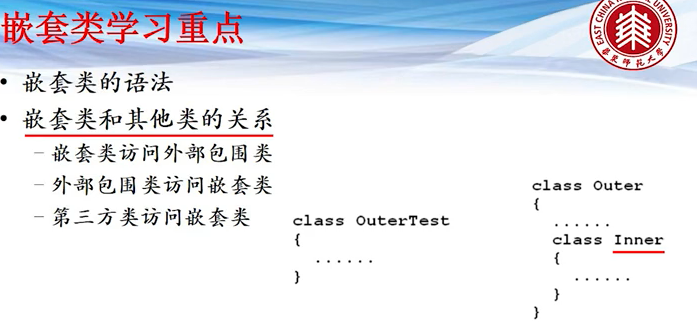 嵌套类学习重点
EAST CHINA NORMAL UNIVERSITY
华东师范大学
• 嵌套类的语法
• 嵌套类和其他类的关系
– 嵌套类访问外部包围类
– 外部包围类访问嵌套类
– 第三方类访问嵌套类
class OuterTest
{
......
}
class Outer
{
......
class Inner
{
......
}
}